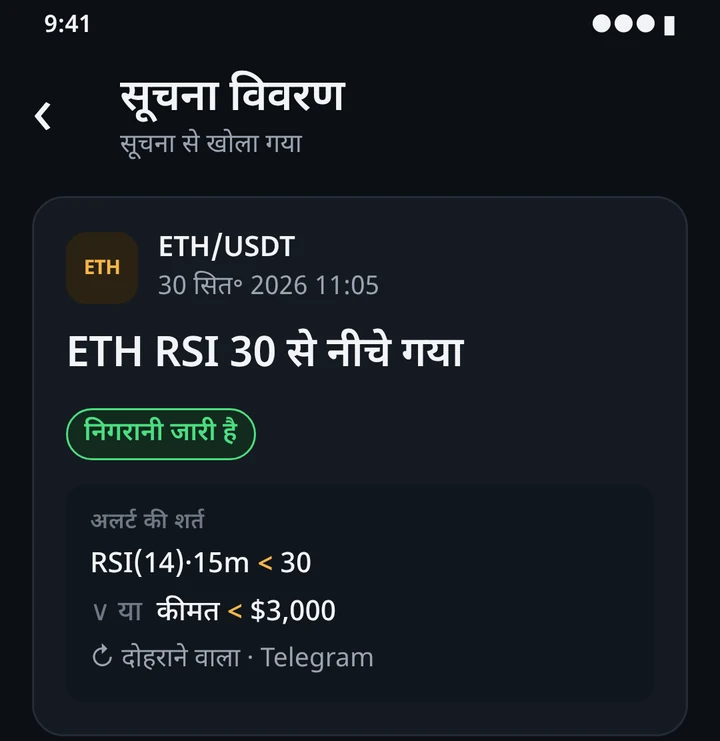 9:41
सूचना विवरण
सूचना से खोला गया
ETH
ETH/USDT
30 सित॰ 2026 11:05
ETH RSI 30 से नीचे गया
निगरानी जारी है
अलर्ट की शर्त
RSI(14)·15m < 30
∨ या कीमत < $3,000
↻ दोहराने वाला · Telegram